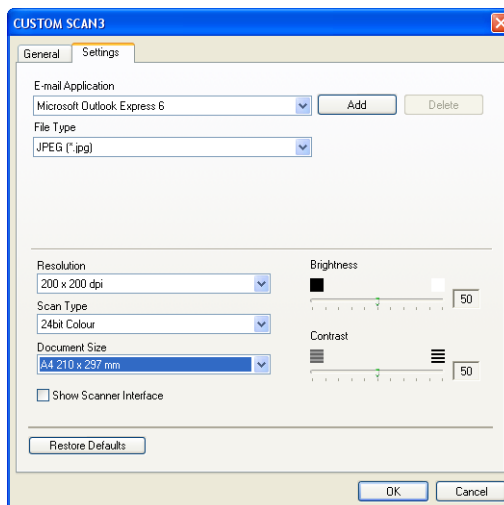 CUSTOM SCAN3
General Settings
E-mail Application
Microsoft Outlook Express 6 Add Delete
File Type
JPEG (*.jpg)
Resolution Brightness
200 x 200 dpi 50
Scan Type
24bit Colour
Document Size Contrast
A4 210 x 297 mm 50
Show Scanner Interface
Restore Defaults
OK Cancel